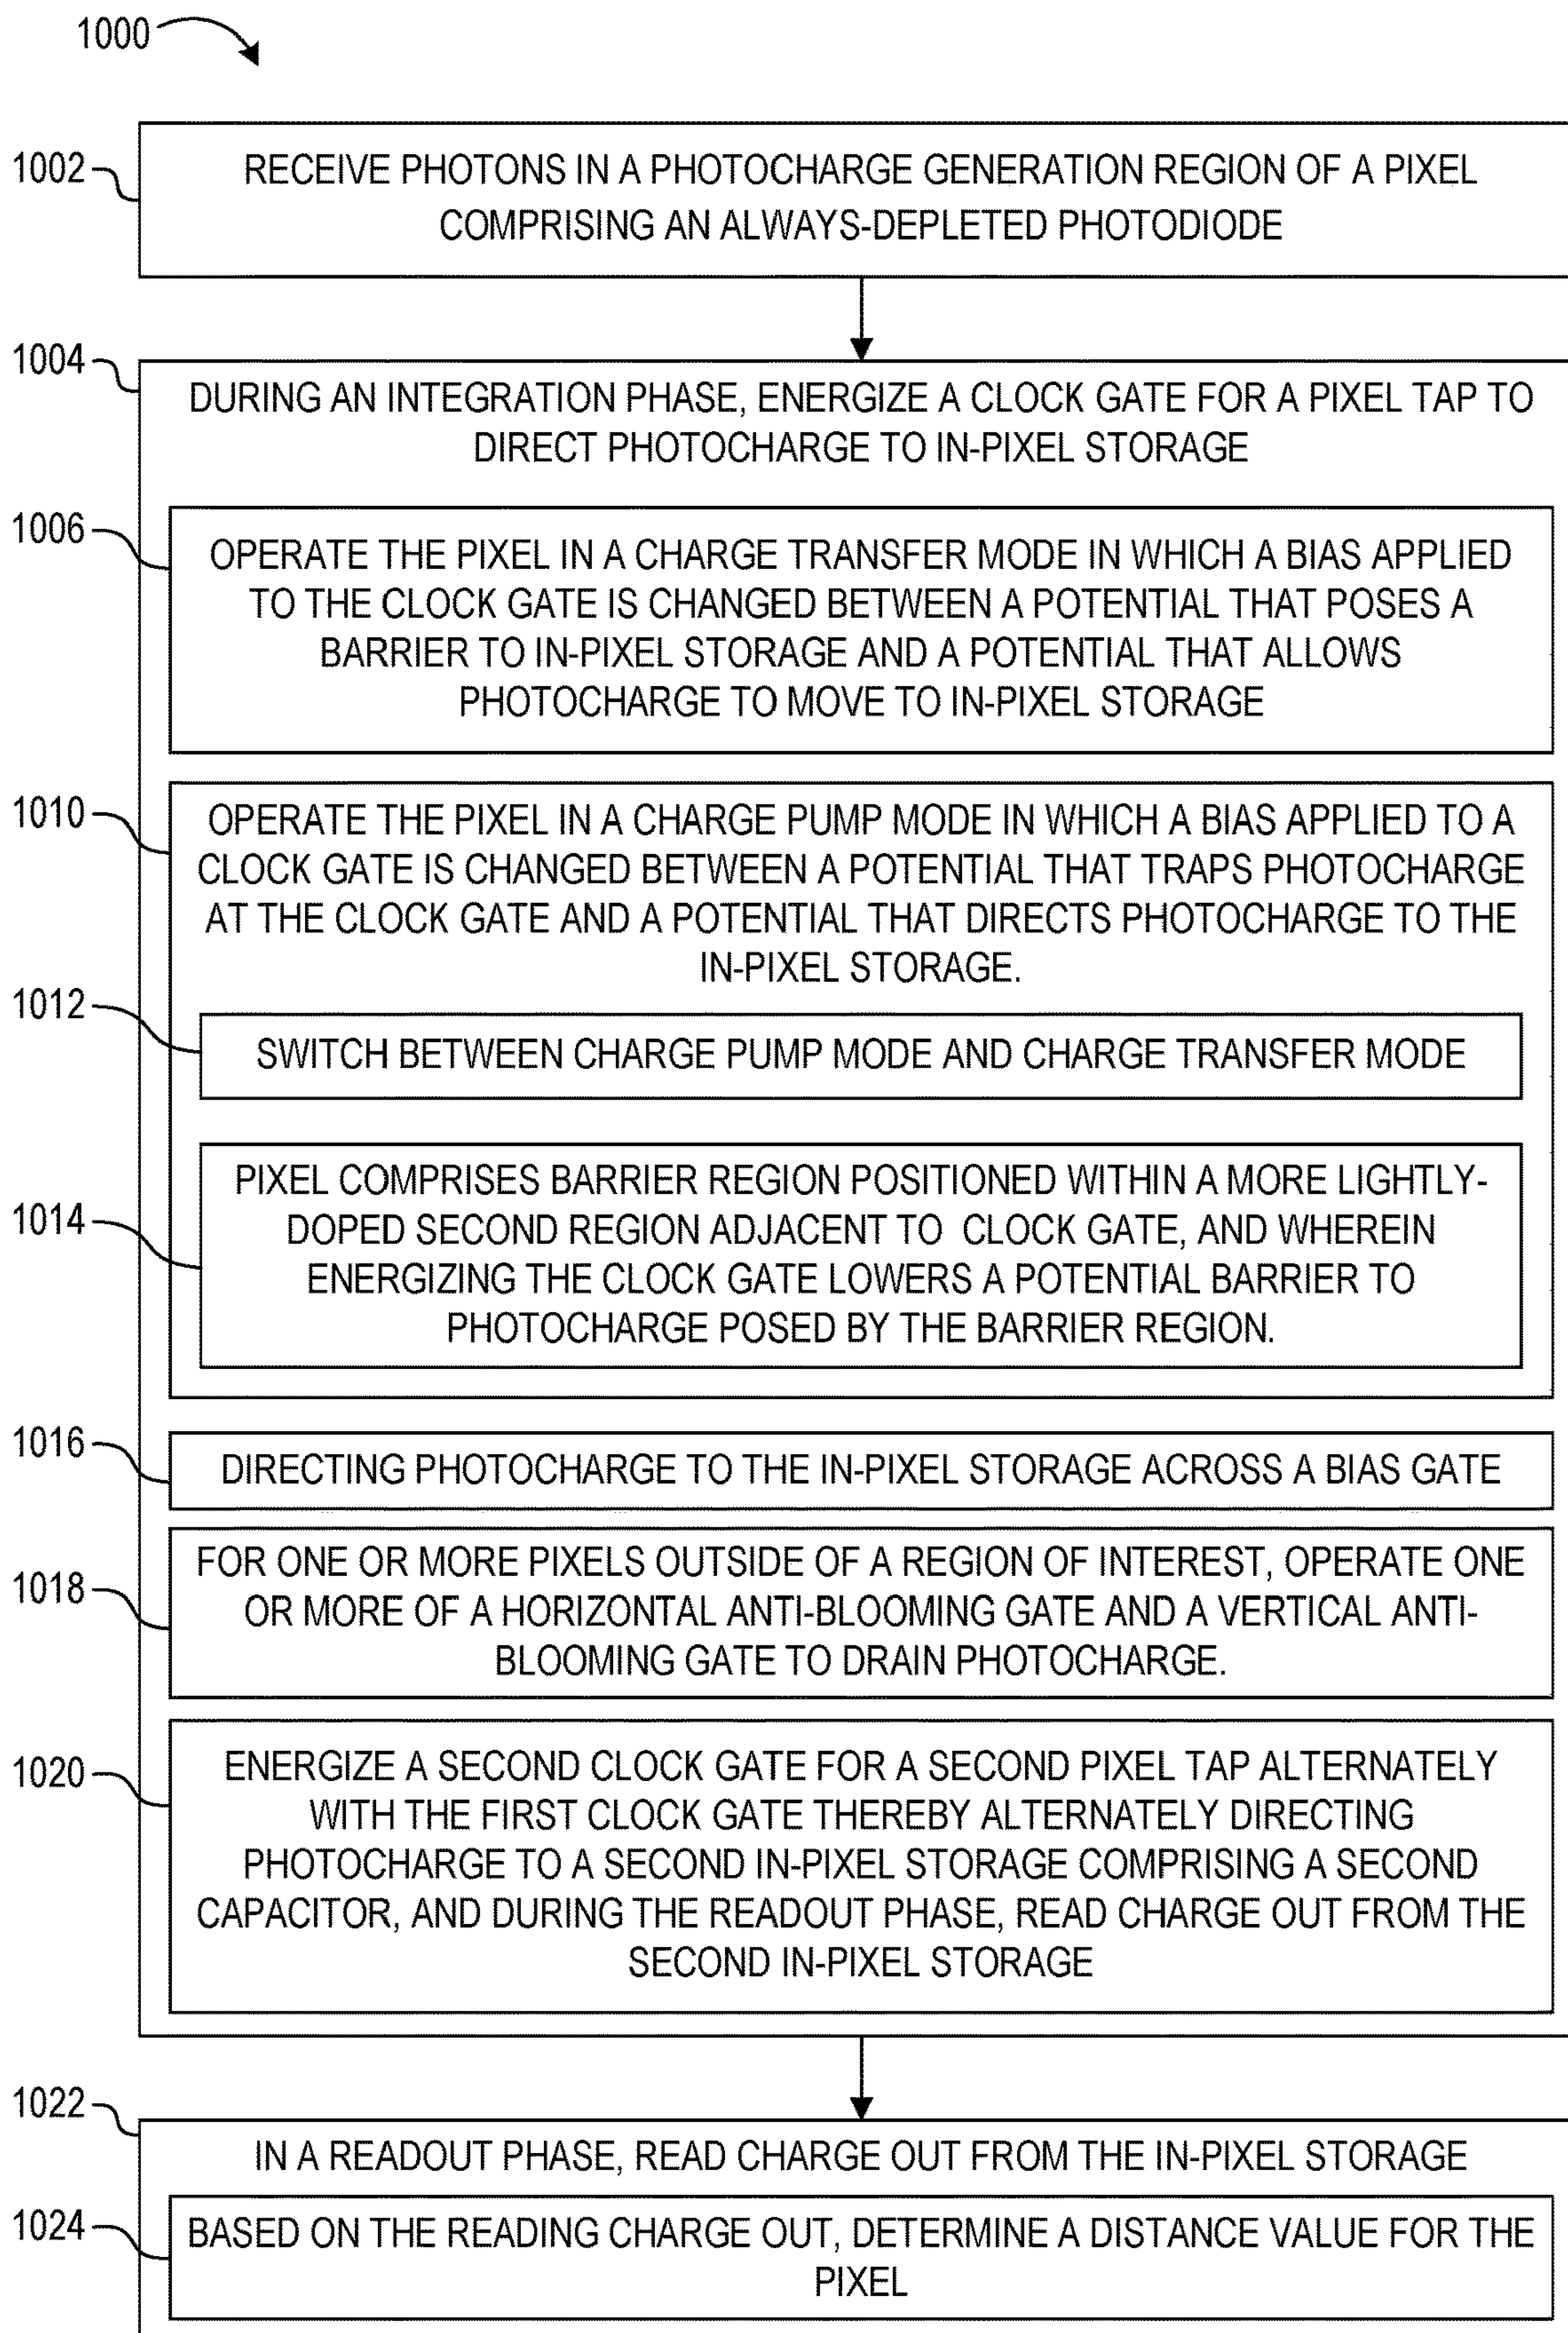 1000
1002
RECEIVE PHOTONS IN A PHOTOCHARGE GENERATION REGION OF A PIXEL
COMPRISING AN ALWAYS-DEPLETED PHOTODIODE
1004
DURING AN INTEGRATION PHASE, ENERGIZE A CLOCK GATE FOR A PIXEL TAP TO
DIRECT PHOTOCHARGE TO IN-PIXEL STORAGE
1006
OPERATE THE PIXEL IN A CHARGE TRANSFER MODE IN WHICH A BIAS APPLIED
TO THE CLOCK GATE IS CHANGED BETWEEN A POTENTIAL THAT POSES A
BARRIER TO IN-PIXEL STORAGE AND A POTENTIAL THAT ALLOWS
PHOTOCHARGE TO MOVE TO IN-PIXEL STORAGE
1010
OPERATE THE PIXEL IN A CHARGE PUMP MODE IN WHICH A BIAS APPLIED TO A
CLOCK GATE IS CHANGED BETWEEN A POTENTIAL THAT TRAPS PHOTOCHARGE
AT THE CLOCK GATE AND A POTENTIAL THAT DIRECTS PHOTOCHARGE TO THE
IN-PIXEL STORAGE.
1012
SWITCH BETWEEN CHARGE PUMP MODE AND CHARGE TRANSFER MODE
1014
PIXEL COMPRISES BARRIER REGION POSITIONED WITHIN A MORE LIGHTLY-
DOPED SECOND REGION ADJACENT TO CLOCK GATE, AND WHEREIN
ENERGIZING THE CLOCK GATE LOWERS A POTENTIAL BARRIER TO
PHOTOCHARGE POSED BY THE BARRIER REGION.
1016
DIRECTING PHOTOCHARGE TO THE IN-PIXEL STORAGE ACROSS A BIAS GATE
1018
FOR ONE OR MORE PIXELS OUTSIDE OF A REGION OF INTEREST, OPERATE ONE
OR MORE OF A HORIZONTAL ANTI-BLOOMING GATE AND A VERTICAL ANTI-
BLOOMING GATE TO DRAIN PHOTOCHARGE.
1020
ENERGIZE A SECOND CLOCK GATE FOR A SECOND PIXEL TAP ALTERNATELY
WITH THE FIRST CLOCK GATE THEREBY ALTERNATELY DIRECTING
PHOTOCHARGE TO A SECOND IN-PIXEL STORAGE COMPRISING A SECOND
CAPACITOR, AND DURING THE READOUT PHASE, READ CHARGE OUT FROM THE
SECOND IN-PIXEL STORAGE
1022
IN A READOUT PHASE, READ CHARGE OUT FROM THE IN-PIXEL STORAGE
1024
BASED ON THE READING CHARGE OUT, DETERMINE A DISTANCE VALUE FOR THE
PIXEL